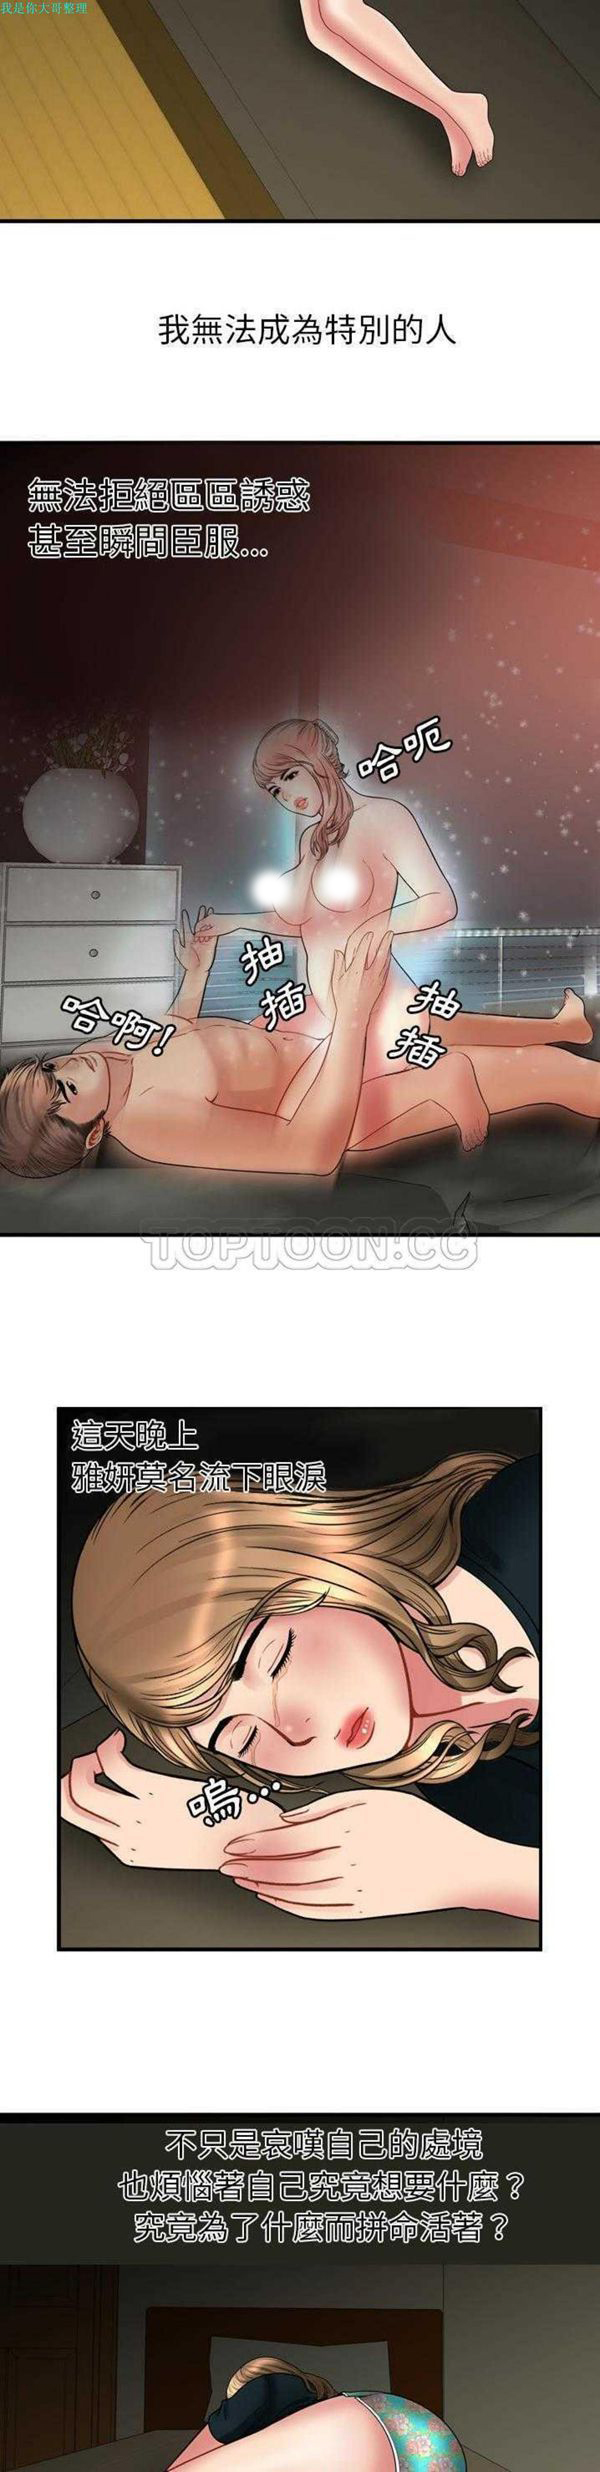 我是你大哥整理
我無法成為特別的人
無法拒絕區區誘惑
甚至瞬間臣服...
哈呃
抽插
抽插
哈啊!
TOPTOON.CC
這天晚上
雅妍莫名流下眼淚
嗚...
不只是哀嘆自己的處境
也煩惱著自己究竟想要什麼？
究竟為了什麼而拼命活著？